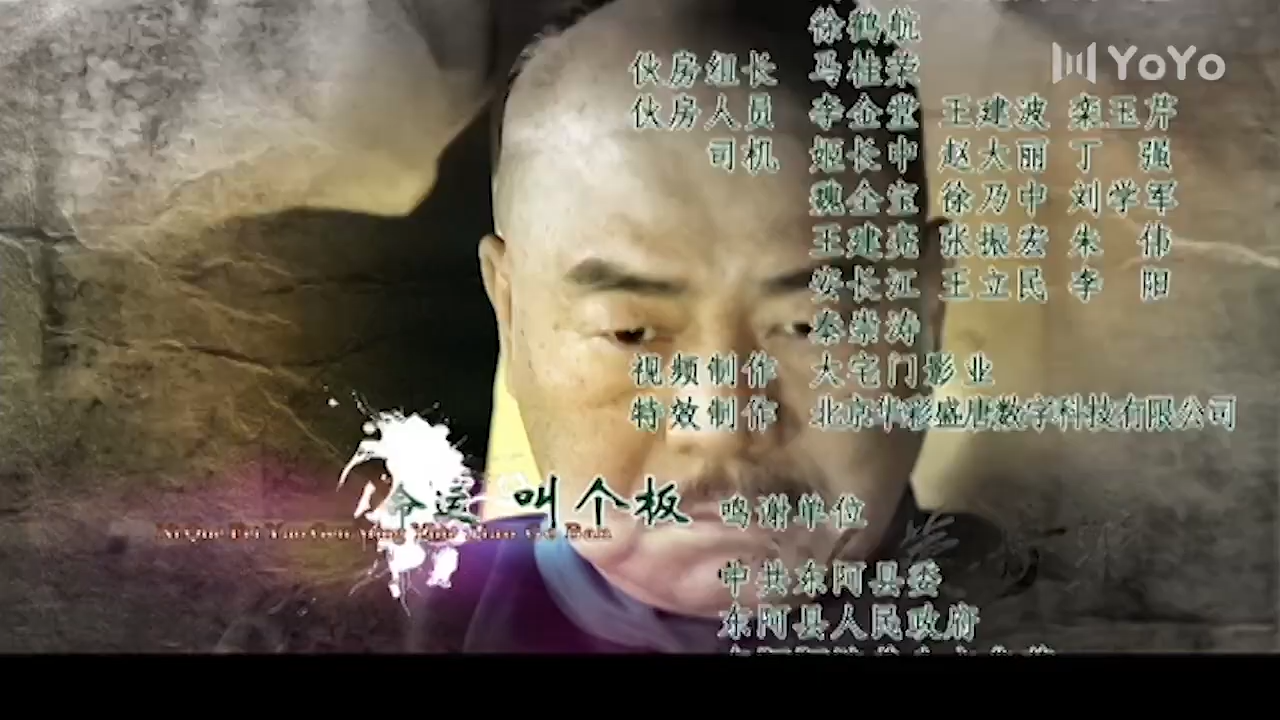 徐鹤航
YoYo
伙房组长 马桂荣
伙房人员 李金堂 王建波 栾玉芹
司机 姬长申 赵大丽 丁 强
魏金宝 徐乃申 刘学军
王建亮 张振宏 朱 伟
安长江 王立民 李 阳
秦崇涛
视频制作 大宅门影业
特效制作 北京华彩盛唐数字科技有限公司
命运 叫个板
鸣谢单位
中共东阿县委
东阿县人民政府